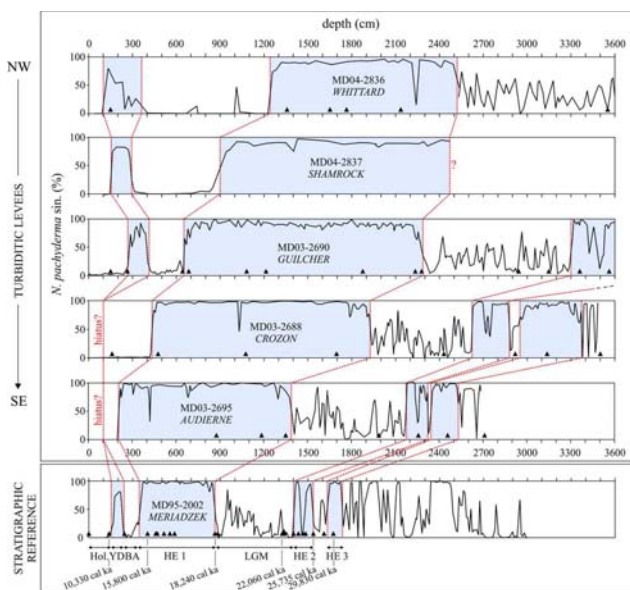 depth (cm)
0 300 600 900 1200 1500 1800 2100 2400 2700 3000 3300 3600
NW
100
50
0
MD04-2836
WHITTARD
100
50
0
MD04-2837
SHAMROCK
?
TURBIDITIC LEVEES
N. pachyderma sin. (%)
100
50
0
MD03-2690
GUILCHER
100
50
0
hiatus?
MD03-2688
CROZON
SE
100
50
0
hiatus?
MD03-2695
AUDIERNE
0 300 600 900 1200 1500 1800 2100 2400 2700 3000 3300 3600
STRATIGRAPHIC
REFERENCE
100
50
0
MD95-2002
MERIADZEK
Hol. YD BA HE 1 LGM HE 2 HE 3
10,330 cal ka
15,800 cal ka
18,240 cal ka
22,060 cal ka
25,735 cal ka
29,830 cal ka